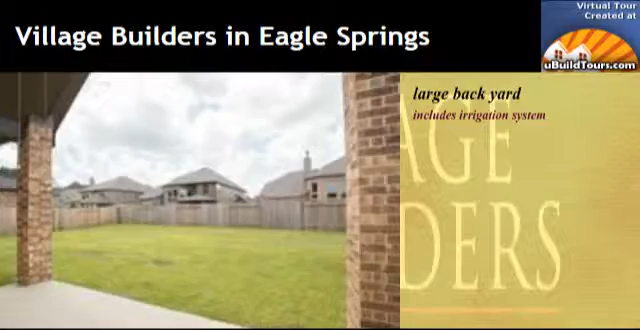 Village Builders in Eagle Springs
Virtual Tour
Created at
uBuildTours.com
large back yard
includes irrigation system
AGE
DERS